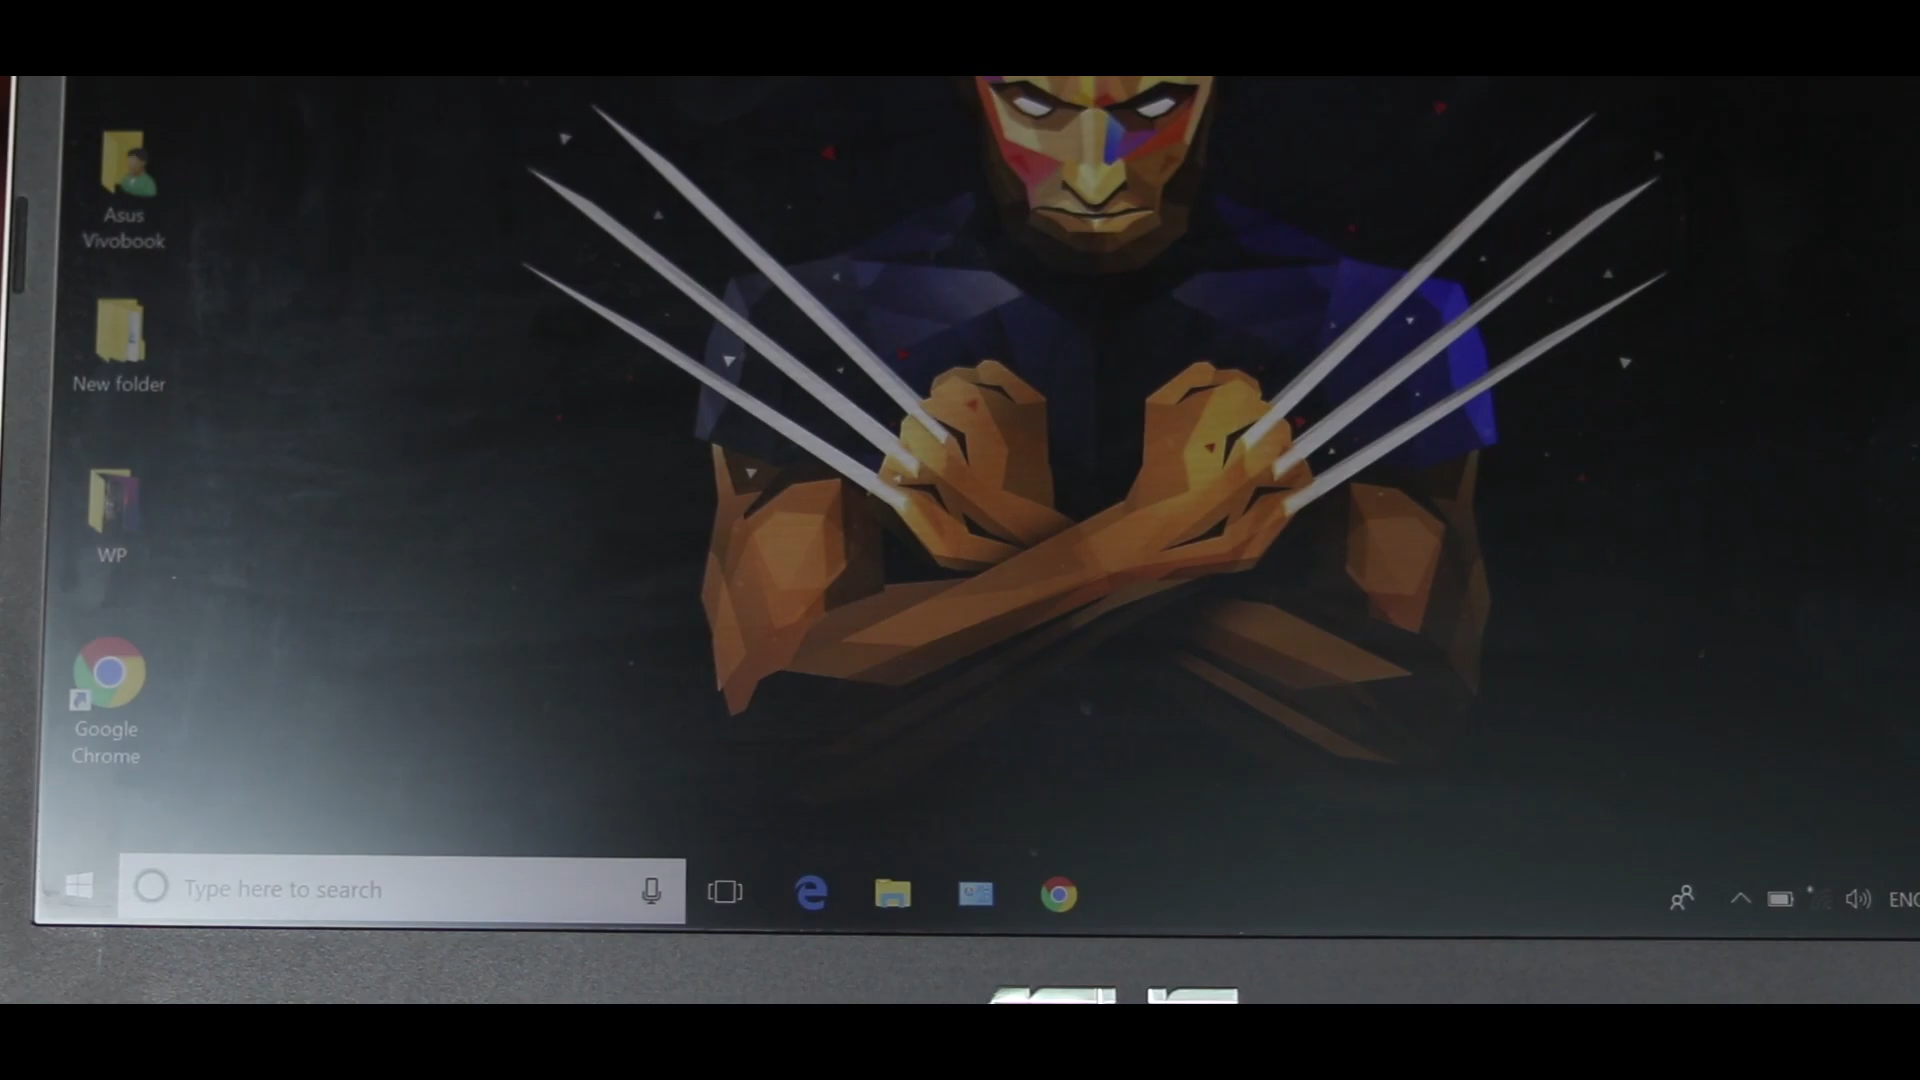 Asus
Vivobook
New folder
WP
Google
Chrome
Type here to search
ENG